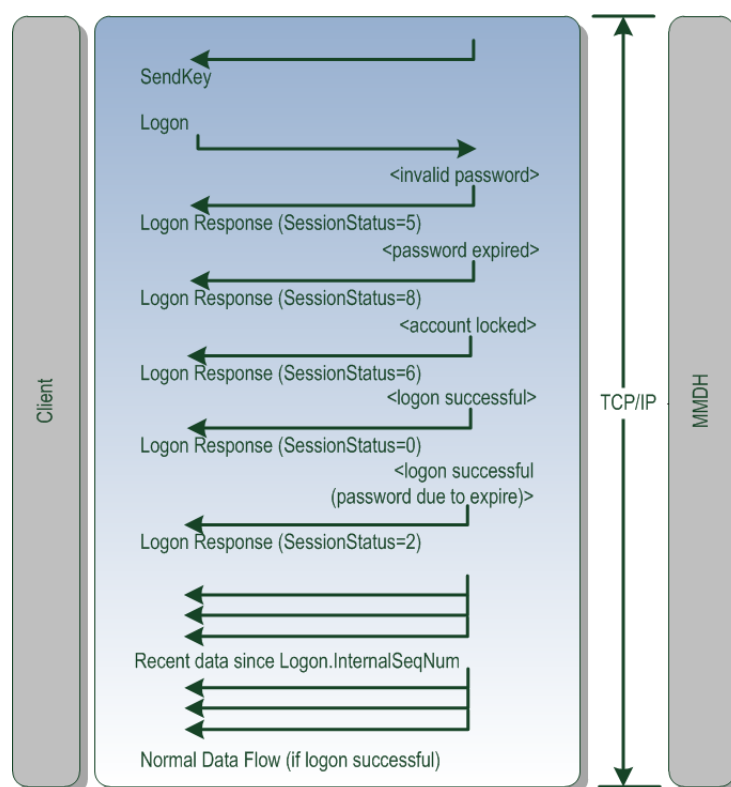 SendKey
Logon
<invalid password>
Logon Response (SessionStatus=5)
<password expired>
Logon Response (SessionStatus=8)
<account locked>
Logon Response (SessionStatus=6)
<logon successful>
Logon Response (SessionStatus=0)
<logon successful
(password due to expire)>
Logon Response (SessionStatus=2)
Recent data since Logon.InternalSeqNum
Normal Data Flow (if logon successful)
Client
TCP/IP
MMDH